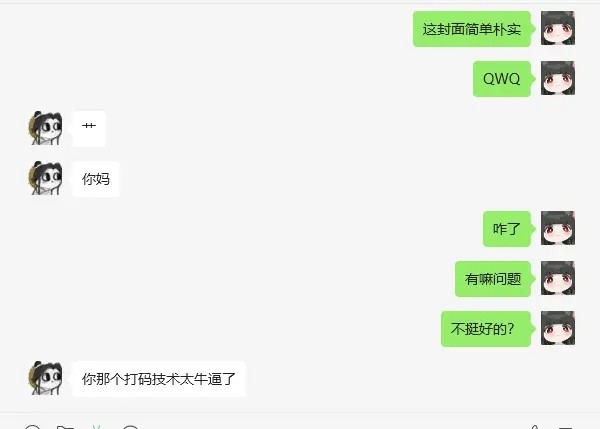 这封面简单朴实
QWQ
艹
你妈
咋了
有嘛问题
不挺好的？
你那个打码技术太牛逼了